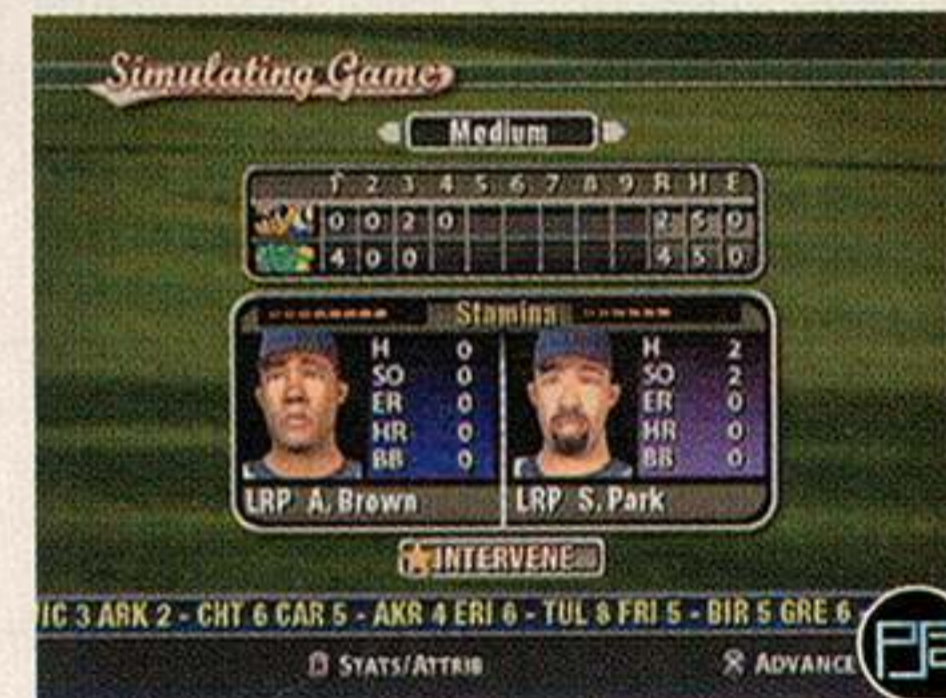 Simulating Game
Medium
1 2 3 4 5 6 7 8 9 R H E
0 0 2 0 2 5 0
4 0 0 4 5 0
Stamina
H 0 H 2
SO 0 SO 2
ER 0 ER 0
HR 0 HR 0
BB 0 BB 0
LRP A. Brown LRP S. Park
INTERVENE
IC 3 ARK 2 - CHT 6 CAR 5 - AKR 4 ERI 6 - TUL 8 FRI 5 - BIR 5 GRE 6 -
STATS/ATTRIB ADVANCE